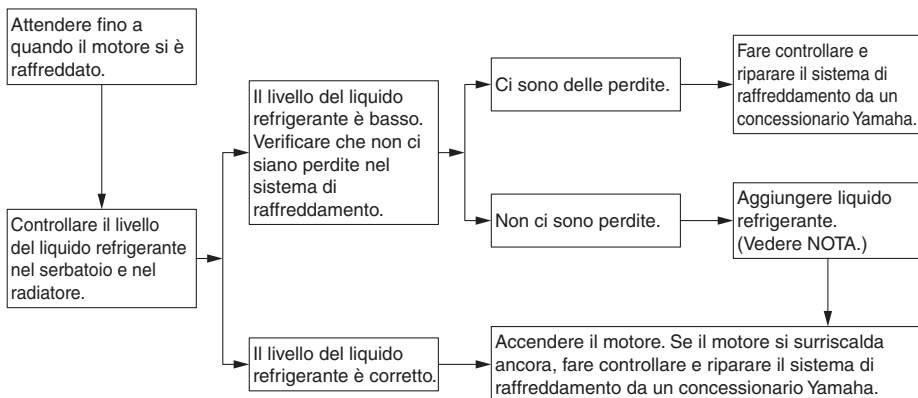 Attendere fino a
quando il motore si è
raffreddato.
Controllare il livello
del liquido refrigerante
nel serbatoio e nel
radiatore.
Il livello del liquido
refrigerante è basso.
Verificare che non ci
siano perdite nel
sistema di
raffreddamento.
Ci sono delle perdite.
Fare controllare e
riparare il sistema di
raffreddamento da un
concessionario Yamaha.
Non ci sono perdite.
Aggiungere liquido
refrigerante.
(Vedere NOTA.)
Il livello del liquido
refrigerante è corretto.
Accendere il motore. Se il motore si surriscalda
ancora, fare controllare e riparare il sistema di
raffreddamento da un concessionario Yamaha.